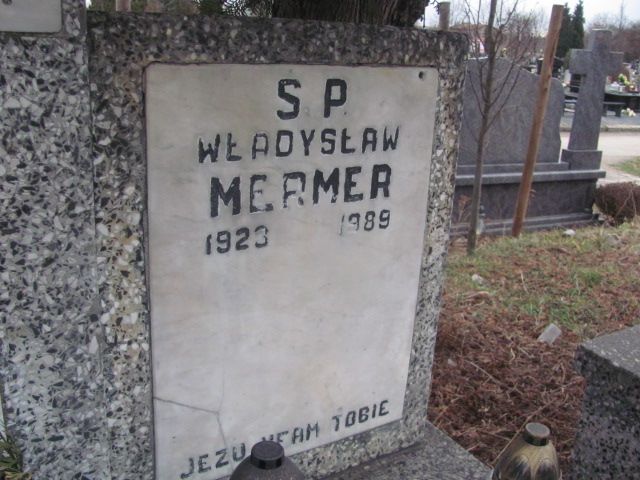 S.P.
WŁADYSŁAW
MERMER
1923 1989
JEZU UFAM TOBIE